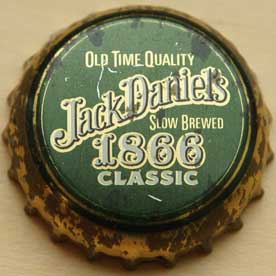 OLD TIME QUALITY
Jack Daniel's
SLOW BREWED
1866
CLASSIC